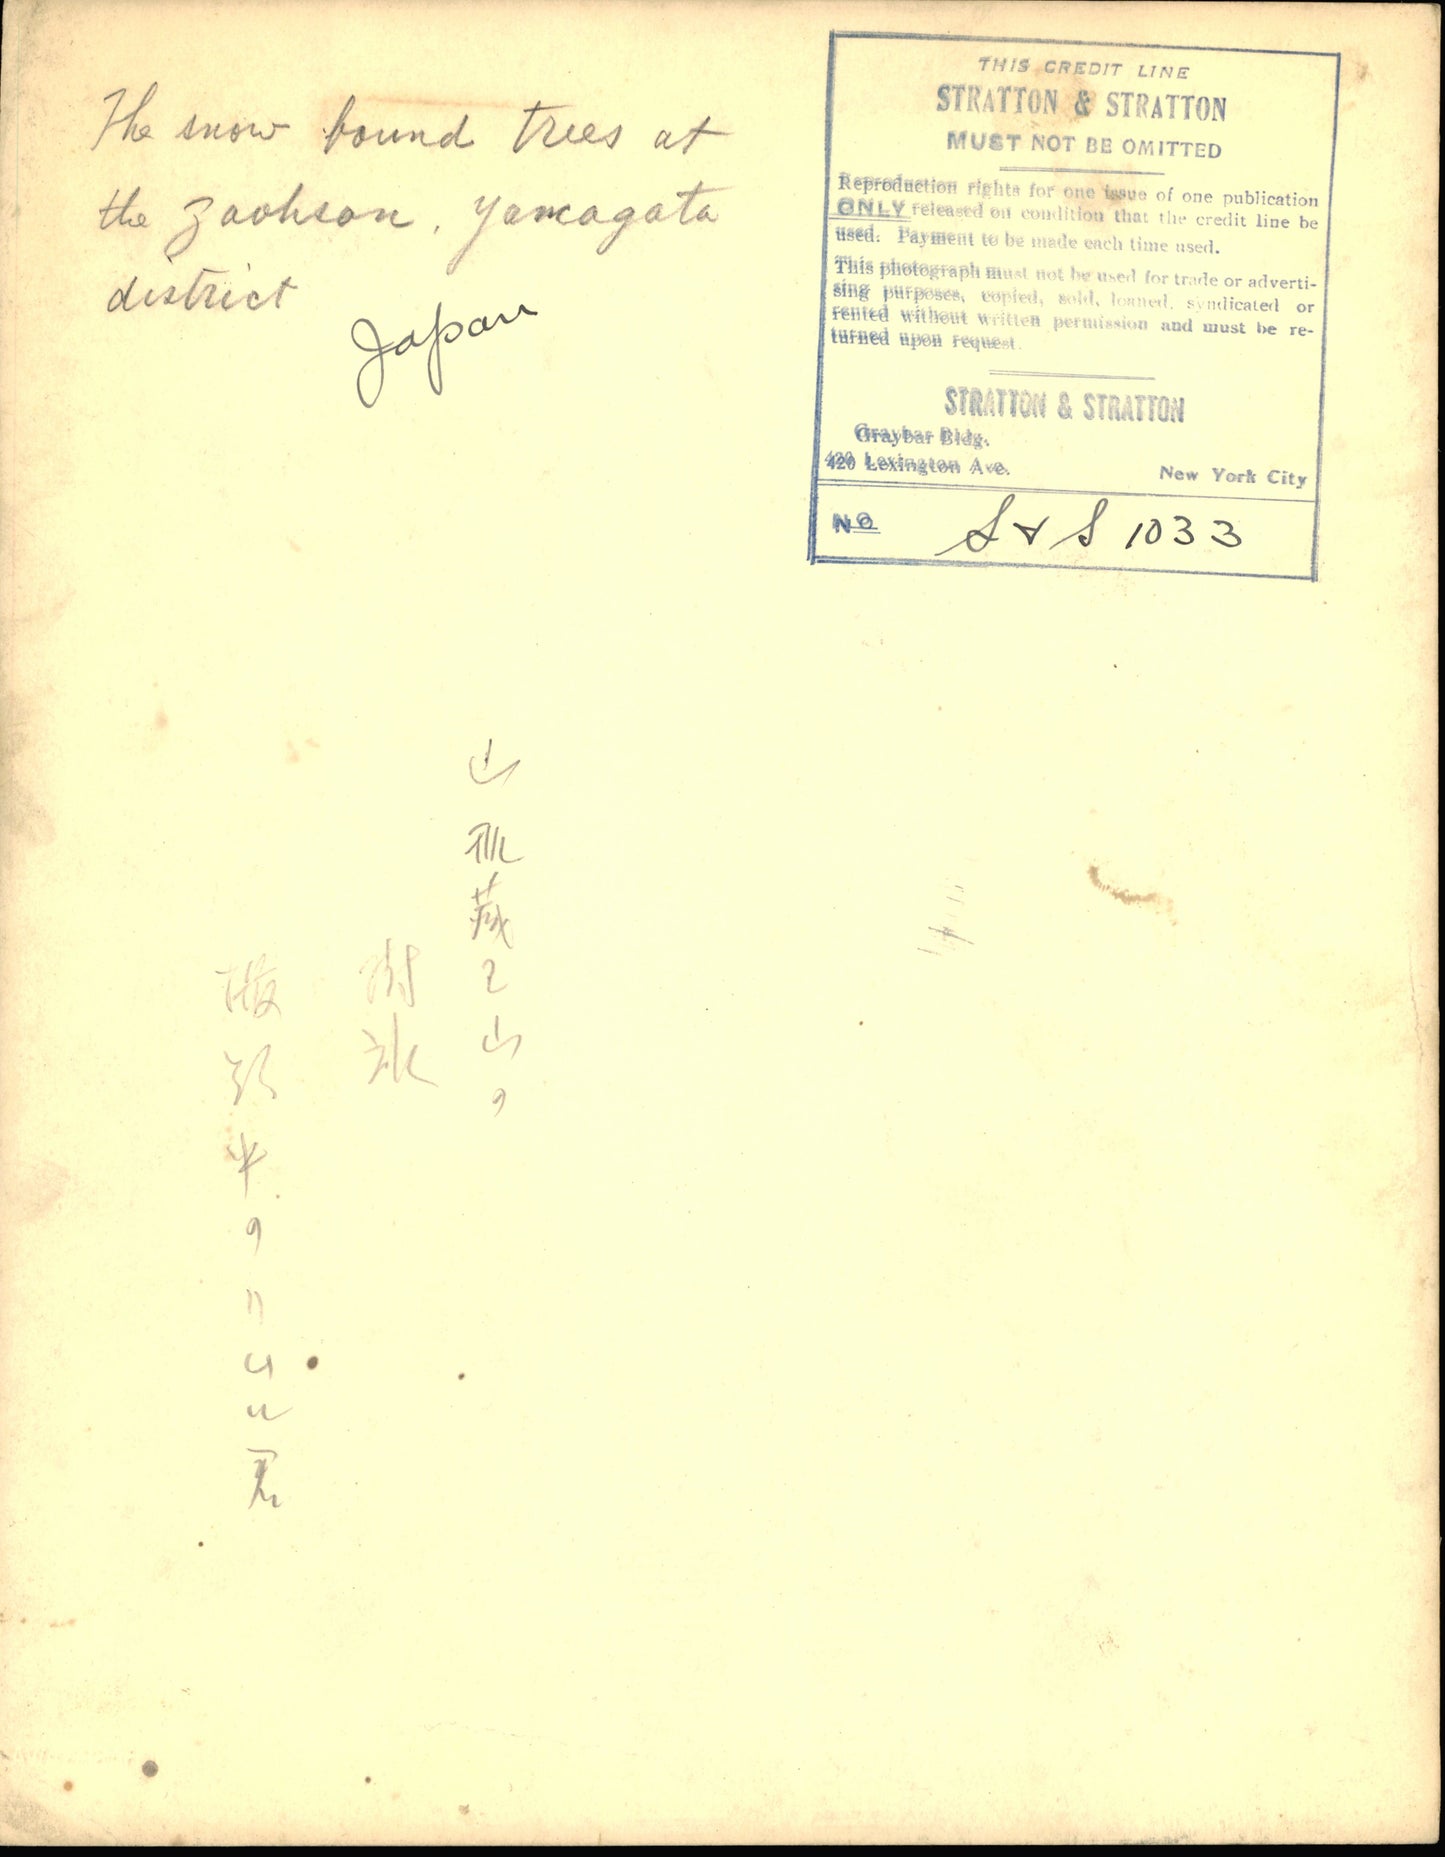 The snow bound trees at
the Zaohsan, Yamagata
district
Japan
THIS CREDIT LINE
STRATTON & STRATTON
MUST NOT BE OMITTED
Reproduction rights for one issue of one publication
ONLY released on condition that the credit line be
used. Payment to be made each time used.
This photograph must not be used for trade or adverti-
sing purposes, copied, sold, loaned, syndicated or
rented without written permission and must be re-
turned upon request.
STRATTON & STRATTON
Graybar Bldg.
420 Lexington Ave. New York City
NO S & S 1033
山形蔵王山ノ
樹氷